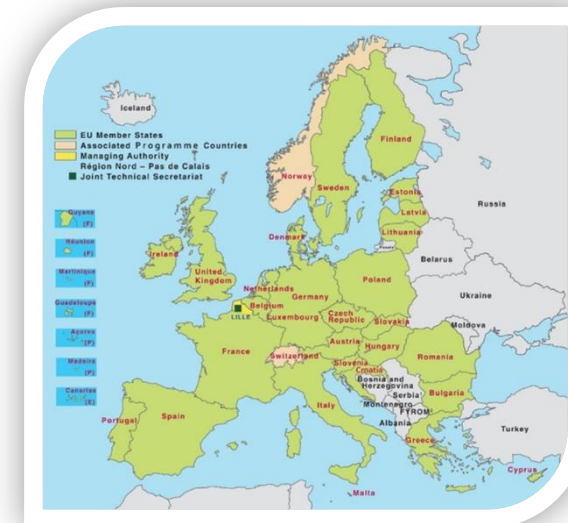 Iceland
EU Member States
Associated Programme Countries
Managing Authority
Région Nord – Pas de Calais
Joint Technical Secretariat
Finland
Norway
Sweden
Estonia
Russia
Latvia
Denmark
Lithuania
Guyane
(F)
Réunion
(F)
Martinique
(F)
Guadeloupe
(F)
Açores
(P)
Madeira
(P)
Canarias
(E)
Ireland
United
Kingdom
Belarus
Netherlands
Poland
Germany
Belgium
LILLE
Luxembourg
Czech
Republic
Ukraine
Slovakia
Moldova
France
Austria
Hungary
Switzerland
Slovenia
Croatia
Romania
Bosnia and
Herzegovina
Serbia
Bulgaria
Montenegro
FYROM
Italy
Albania
Portugal
Spain
Turkey
Greece
Cyprus
Malta